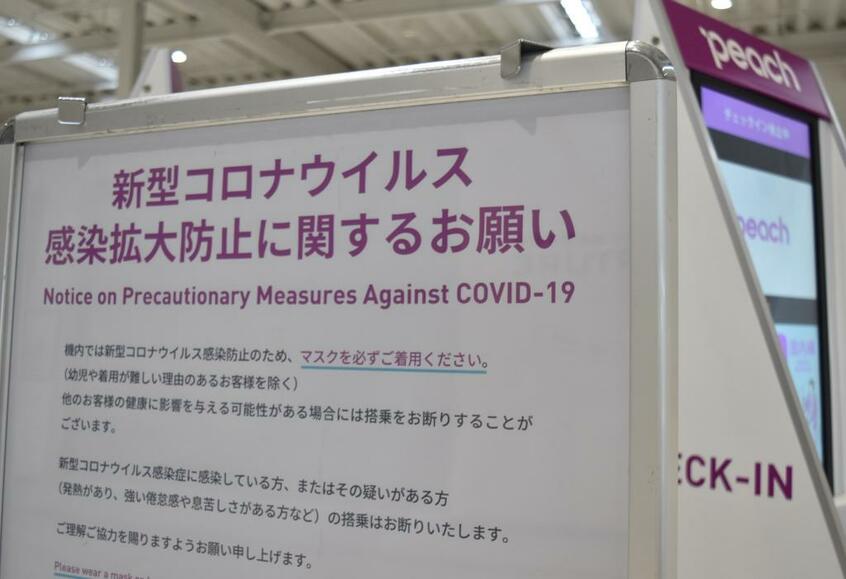 新型コロナウイルス
感染拡大防止に関するお願い
Notice on Precautionary Measures Against COVID-19
機内では新型コロナウイルス感染防止のため、マスクを必ずご着用ください。
（幼児や着用が難しい理由のあるお客様を除く）
他のお客様の健康に影響を与える可能性がある場合には搭乗をお断りすることが
ございます。
新型コロナウイルス感染症に感染している方、またはその疑いがある方
（発熱があり、強い倦怠感や息苦しさがある方など）の搭乗はお断りいたします。
ご理解ご協力を賜りますようお願い申し上げます。
Please wear a mask
peach
チェックイン
peach
ECK-IN